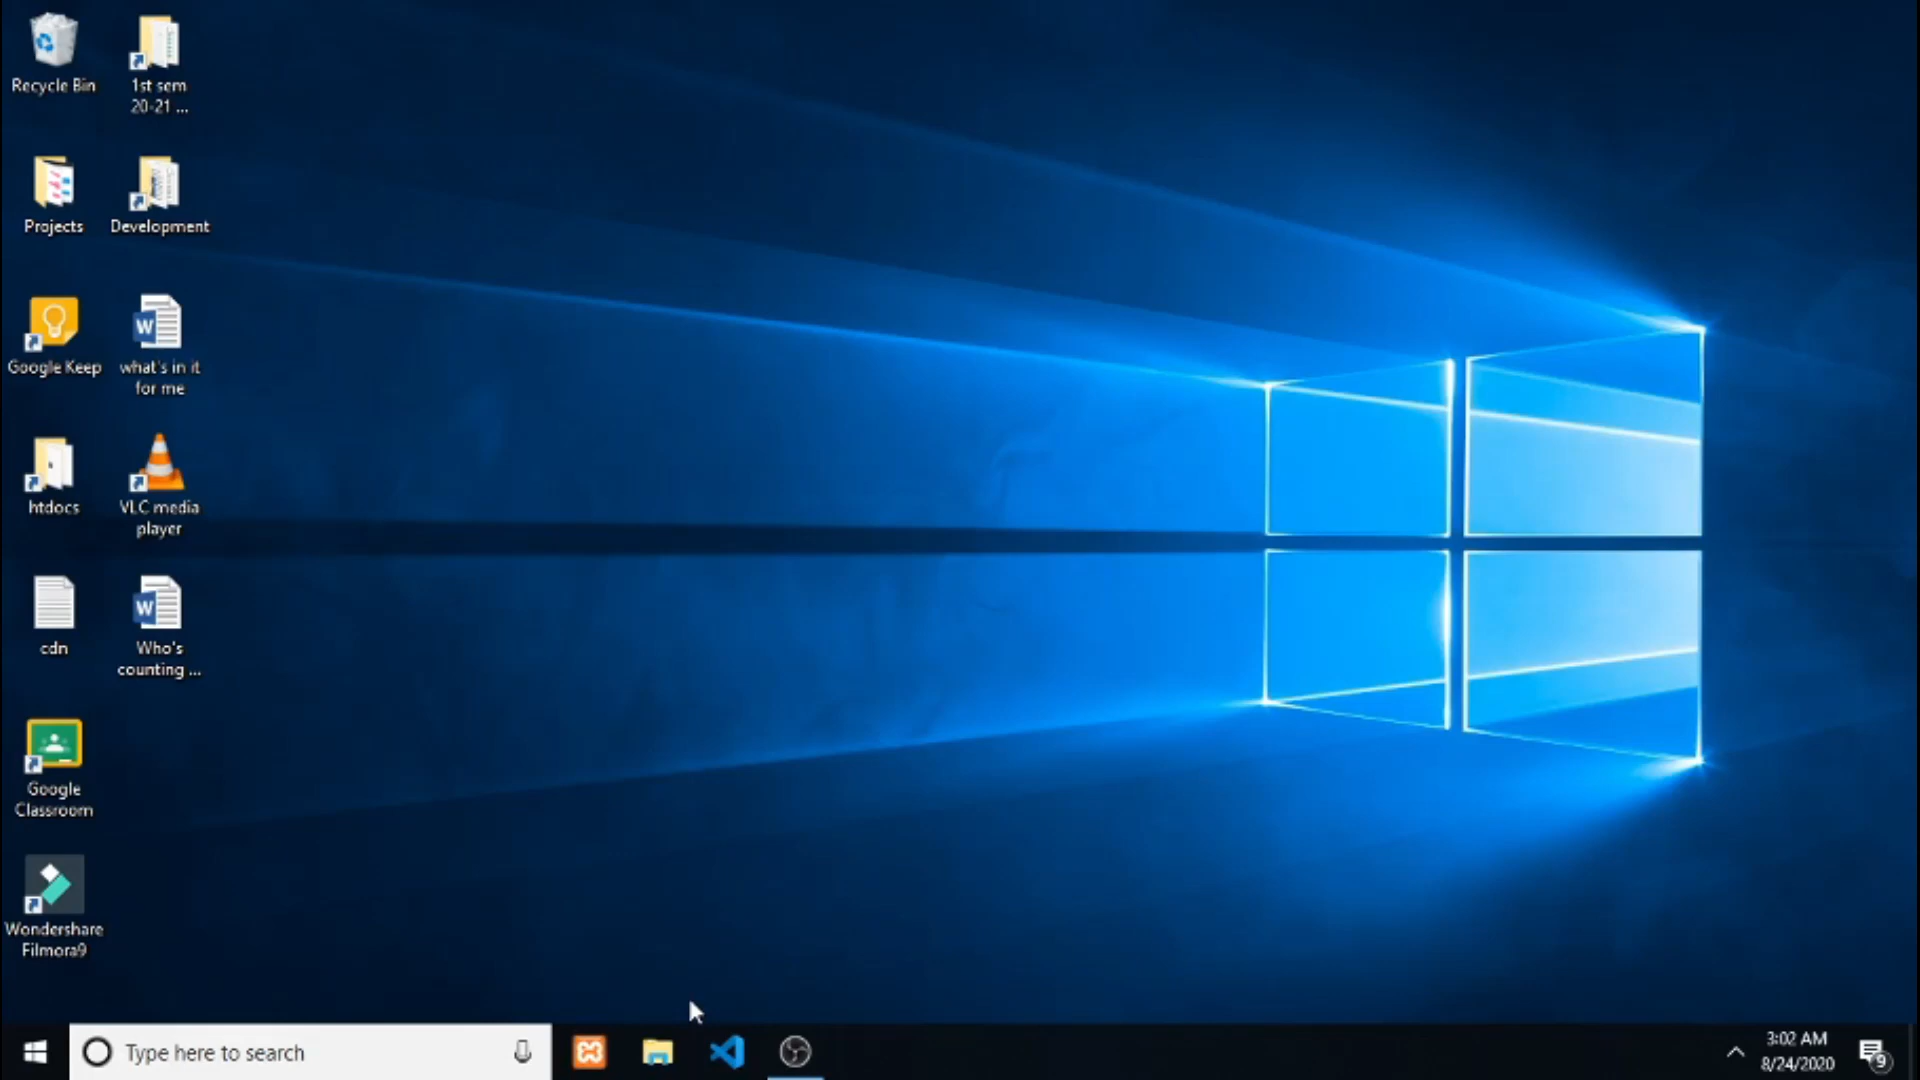 Recycle Bin
1st sem
20-21 ...
Projects
Development
Google Keep
what's in it
for me
htdocs
VLC media
player
cdn
Who's
counting ...
Google
Classroom
Wondershare
Filmora9
Type here to search
3:02 AM
8/24/2020
9